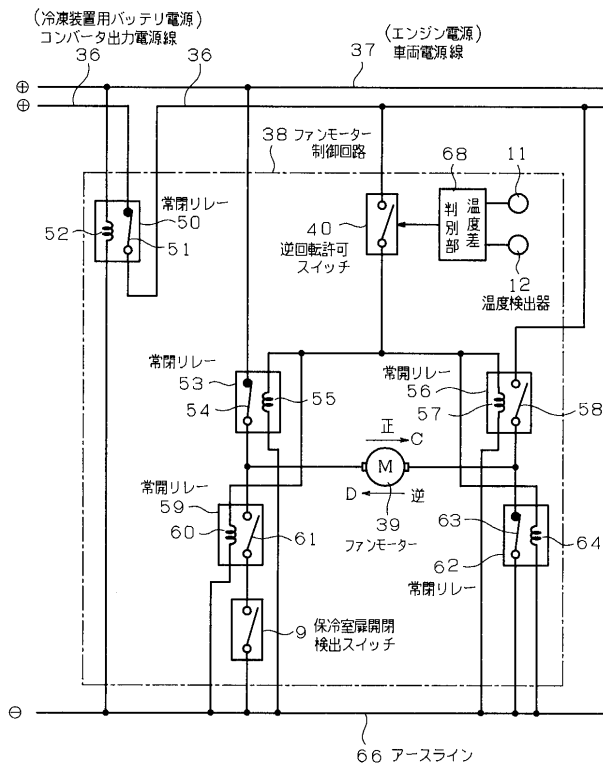 (冷凍装置用バッテリ電源)
コンバータ出力電源線
(エンジン電源)
車両電源線
36
36
37
⊕
⊕
38 ファンモーター
制御回路
68
11
常閉リレー
50
52
51
40
逆回転許可
スイッチ
温度差
判別部
12
温度検出器
常閉リレー
53
54
55
常開リレー
56
57
58
正
C
M
D
逆
39
ファンモーター
常開リレー
59
60
61
63
64
62
常閉リレー
9 保冷室扉開閉
検出スイッチ
⊖
66 アースライン